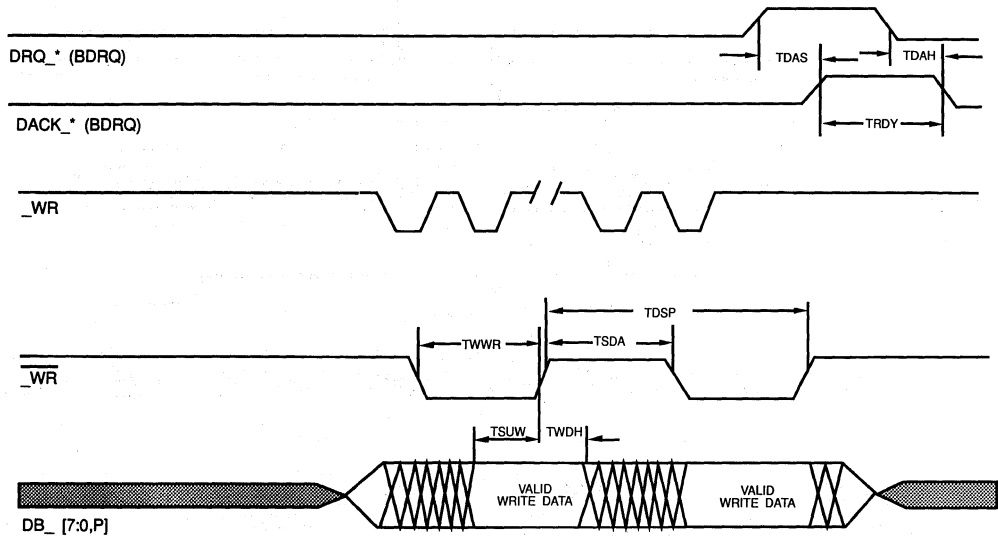 DRQ_* (BDRQ)
TDAS
TDAH
DACK_* (BDRQ)
TRDY
_WR
TDSP
TWWR
TSDA
_WR
TSUW
TWDH
VALID
WRITE DATA
VALID
WRITE DATA
DB_ [7:0,P]